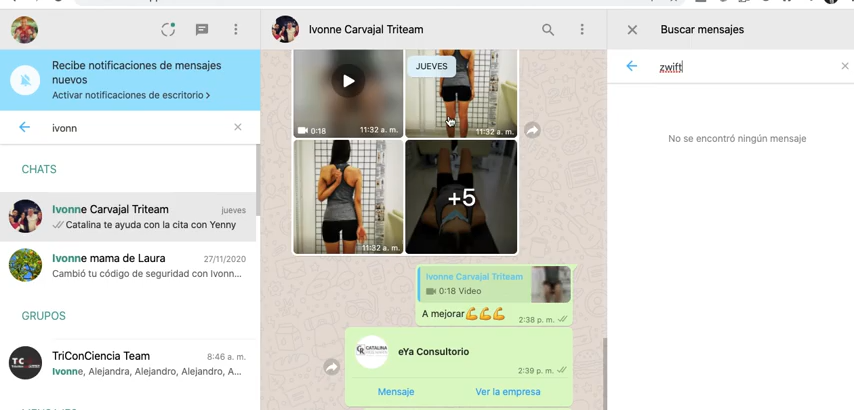 Recibe notificaciones de mensajes
nuevos
Activar notificaciones de escritorio >
ivonn
CHATS
Ivonne Carvajal Triteam
jueves
Catalina te ayuda con la cita con Yenny
Ivonne mama de Laura
27/11/2020
Cambió tu código de seguridad con Ivonn...
GRUPOS
TriConCiencia Team
8:46 a. m.
Ivonne, Alejandra, Alejandro, Alejandro, A...
Ivonne Carvajal Triteam
JUEVES
0:18
11:32 a. m.
11:32 a. m.
11:32 a. m.
+5
Ivonne Carvajal Triteam
0:18 Video
A mejorar💪💪💪
2:38 p. m.
CATALINA
eYa Consultorio
2:39 p. m.
Mensaje
Ver la empresa
Buscar mensajes
zwift
No se encontró ningún mensaje